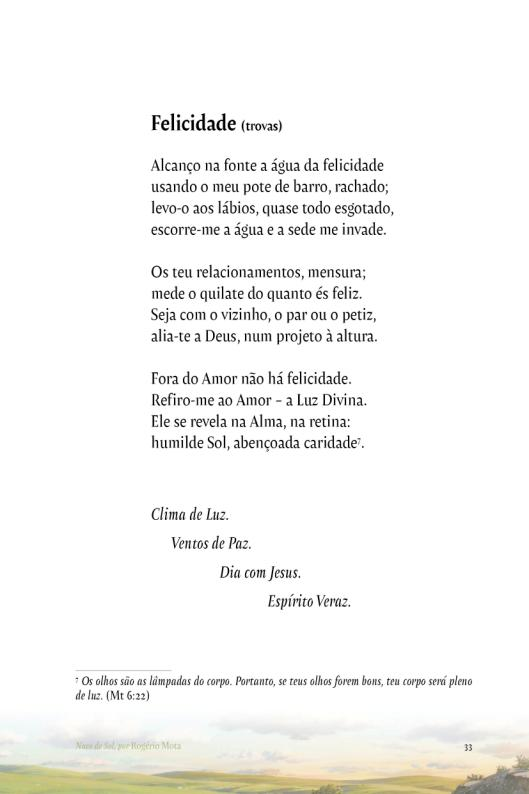 Felicidade (trovas)
Alcanço na fonte a água da felicidade
usando o meu pote de barro, rachado;
levo-o aos lábios, quase todo esgotado,
escorre-me a água e a sede me invade.
Os teu relacionamentos, mensura;
mede o quilate do quanto és feliz.
Seja com o vizinho, o par ou o petiz,
alia-te a Deus, num projeto à altura.
Fora do Amor não há felicidade.
Refiro-me ao Amor – a Luz Divina.
Ele se revela na Alma, na retina:
humilde Sol, abençoada caridade⁷.
Clima de Luz.
Ventos de Paz.
Dia com Jesus.
Espírito Veraz.
⁷ Os olhos são as lâmpadas do corpo. Portanto, se teus olhos forem bons, teu corpo será pleno
de luz. (Mt 6:22)
de Sol, por Rogério Mota
33